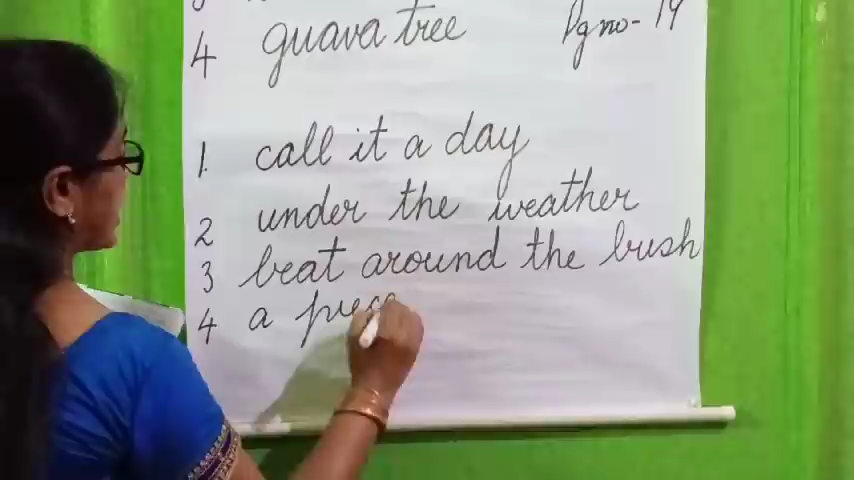 4 guava tree Pg no - 14
1. call it a day
2 under the weather
3 beat around the bush
4 a piece